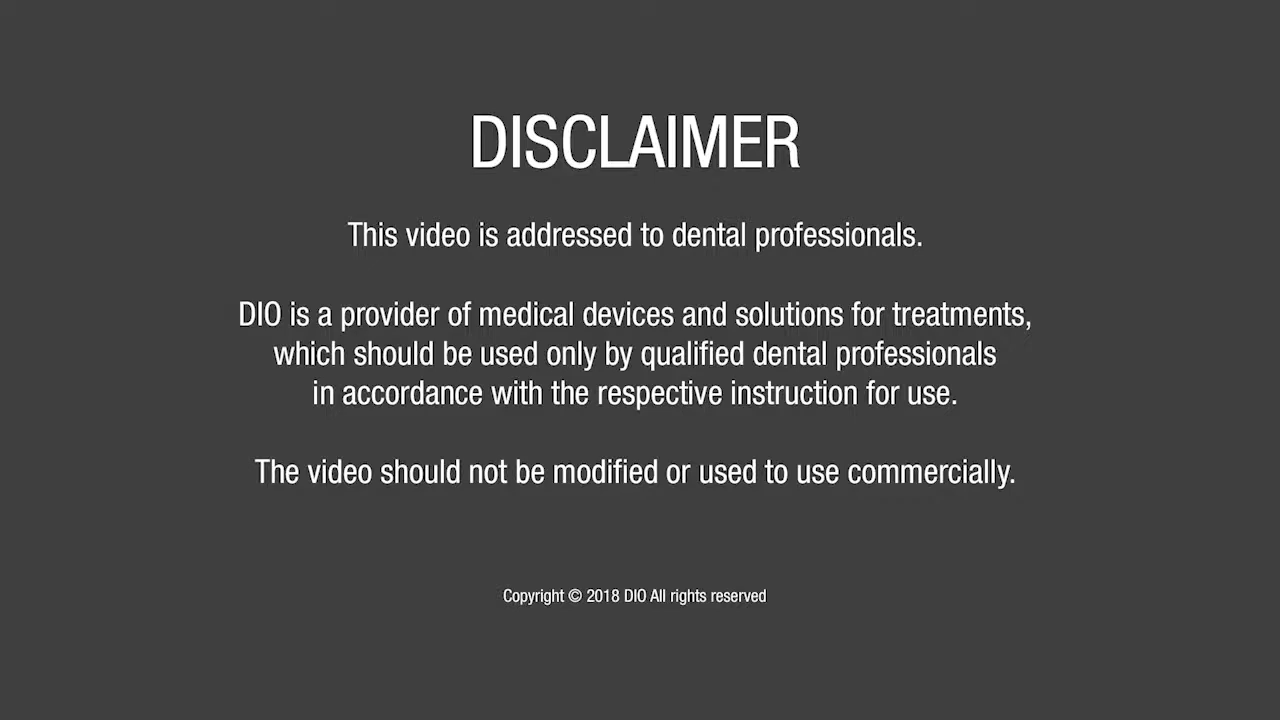 DISCLAIMER
This video is addressed to dental professionals.
DIO is a provider of medical devices and solutions for treatments,
which should be used only by qualified dental professionals
in accordance with the respective instruction for use.
The video should not be modified or used to use commercially.
Copyright © 2018 DIO All rights reserved